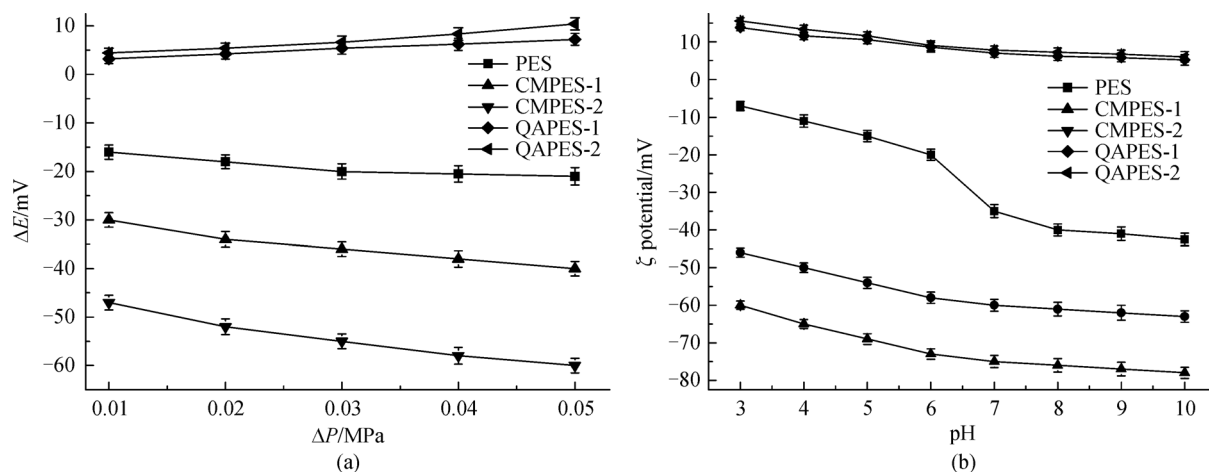 10
0
−10
−20
−30
−40
−50
−60
ΔE/mV
0.01 0.02 0.03 0.04 0.05
ΔP/MPa
(a)
PES
CMPES-1
CMPES-2
QAPES-1
QAPES-2
10
0
−10
−20
−30
−40
−50
−60
−70
−80
ζ potential/mV
3 4 5 6 7 8 9 10
pH
(b)
PES
CMPES-1
CMPES-2
QAPES-1
QAPES-2